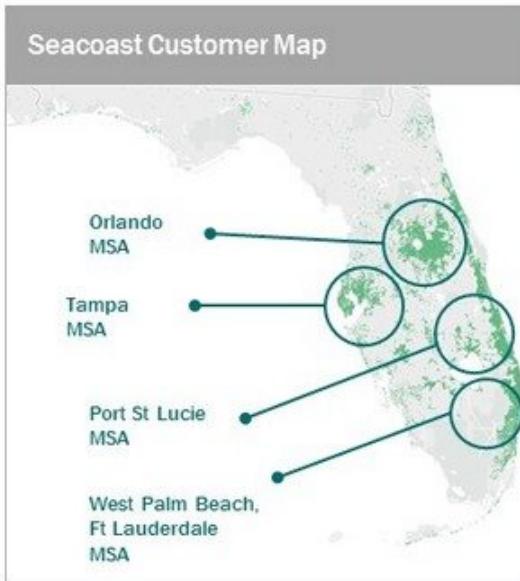 Seacoast Customer Map
Orlando
MSA
Tampa
MSA
Port St Lucie
MSA
West Palm Beach,
Ft Lauderdale
MSA